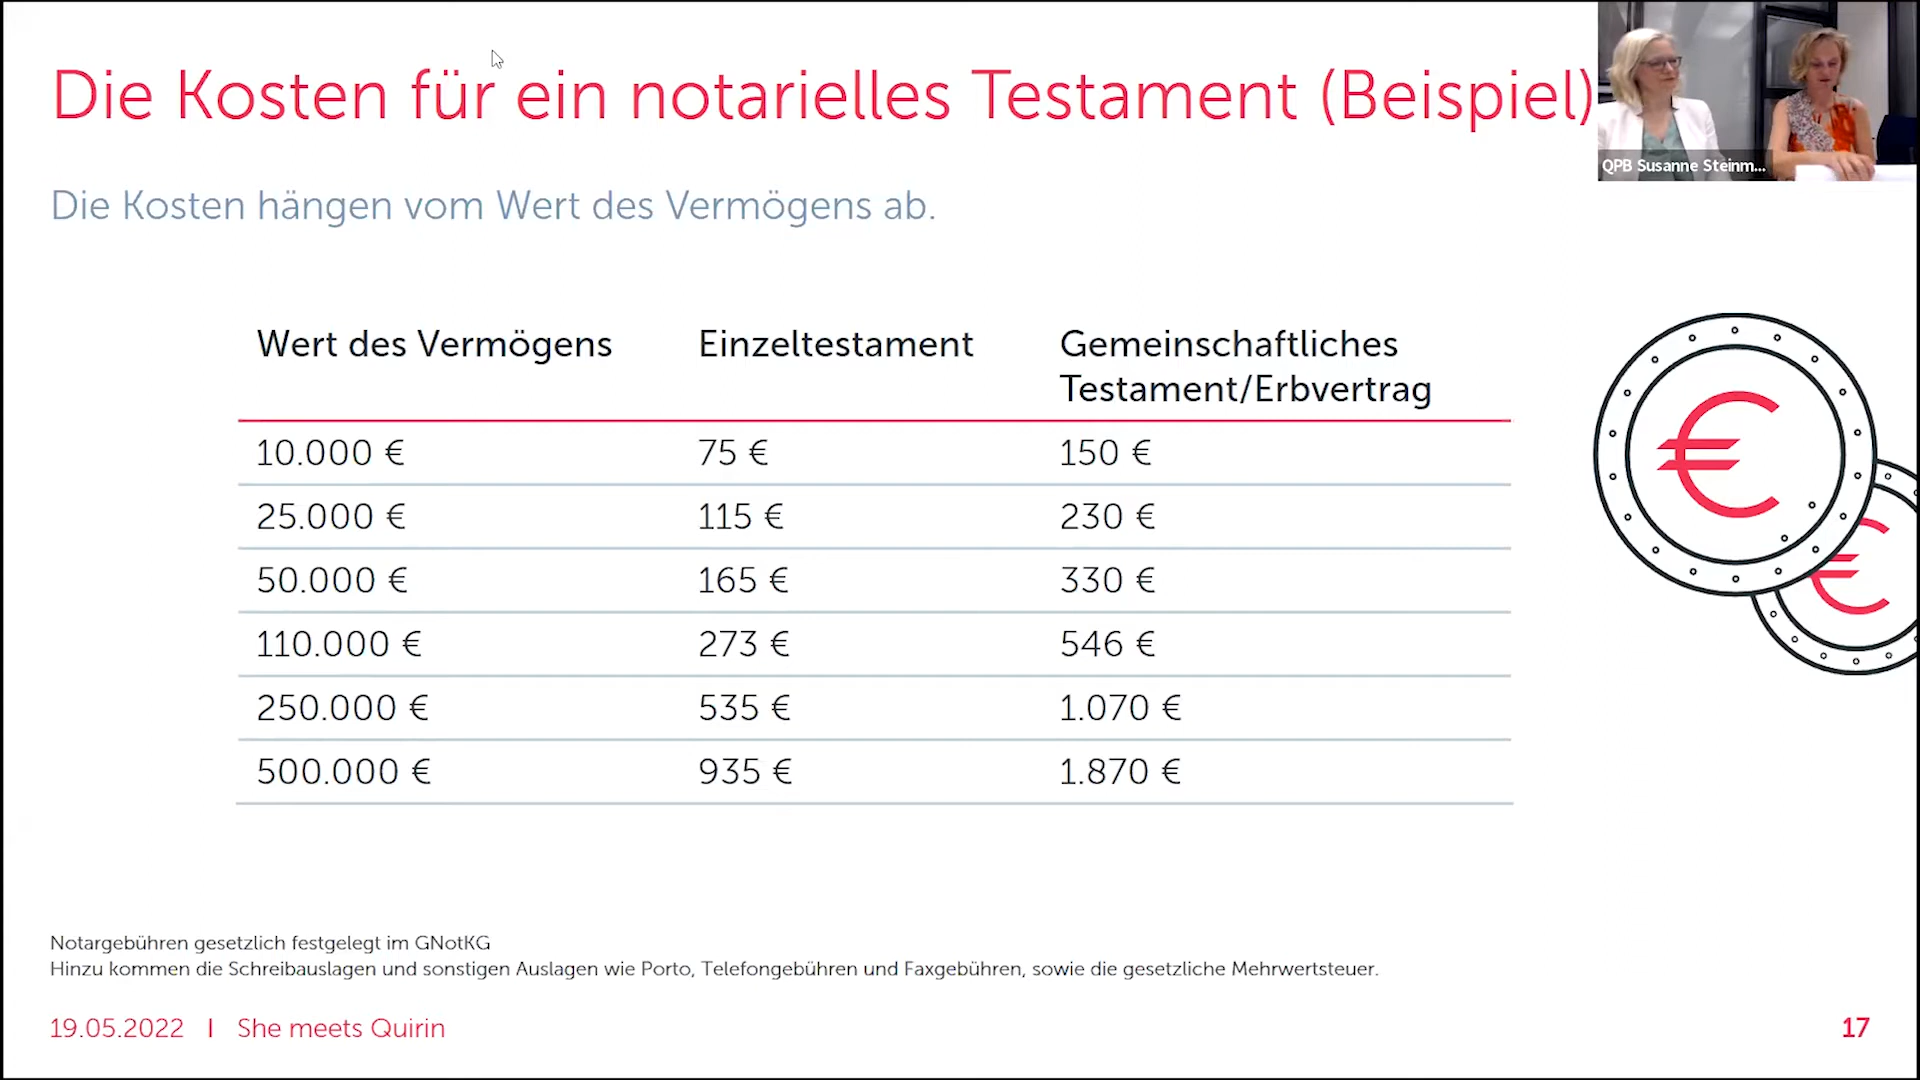 Die Kosten für ein notarielles Testament (Beispiel)
QPB Susanne Steinm...
Die Kosten hängen vom Wert des Vermögens ab.
Wert des Vermögens Einzeltestament Gemeinschaftliches
Testament/Erbvertrag
10.000 € 75 € 150 €
25.000 € 115 € 230 €
50.000 € 165 € 330 €
110.000 € 273 € 546 €
250.000 € 535 € 1.070 €
500.000 € 935 € 1.870 €
Notargebühren gesetzlich festgelegt im GNotKG
Hinzu kommen die Schreibauslagen und sonstigen Auslagen wie Porto, Telefongebühren und Faxgebühren, sowie die gesetzliche Mehrwertsteuer.
19.05.2022 | She meets Quirin 17